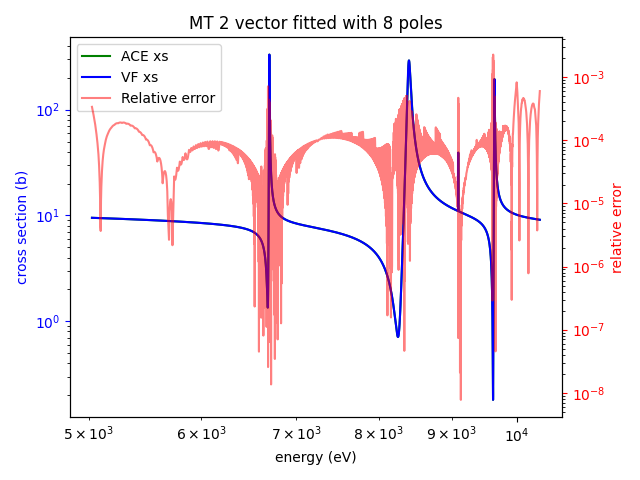 MT 2 vector fitted with 8 poles
ACE xs
VF xs
Relative error
10²
10¹
10⁰
cross section (b)
10⁻³
10⁻⁴
10⁻⁵
10⁻⁶
10⁻⁷
10⁻⁸
relative error
5 × 10³ 6 × 10³ 7 × 10³ 8 × 10³ 9 × 10³ 10⁴
energy (eV)